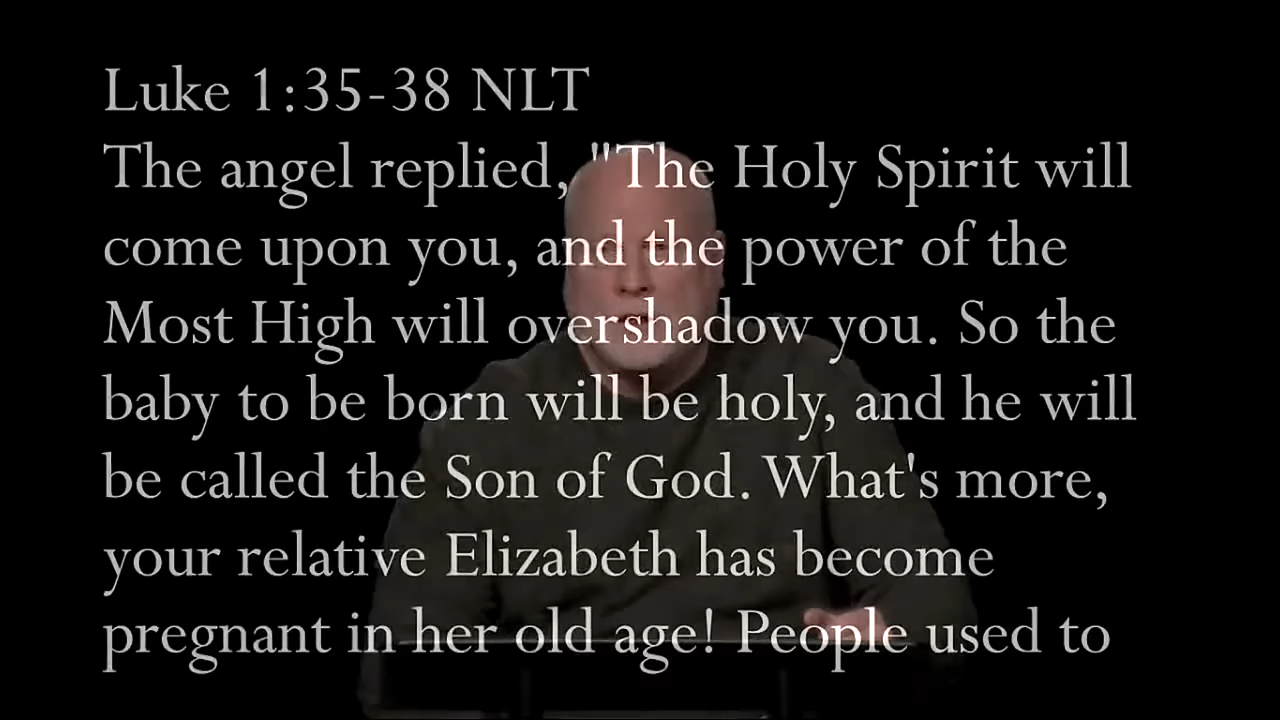 Luke 1:35-38 NLT
The angel replied, "The Holy Spirit will
come upon you, and the power of the
Most High will overshadow you. So the
baby to be born will be holy, and he will
be called the Son of God. What's more,
your relative Elizabeth has become
pregnant in her old age! People used to